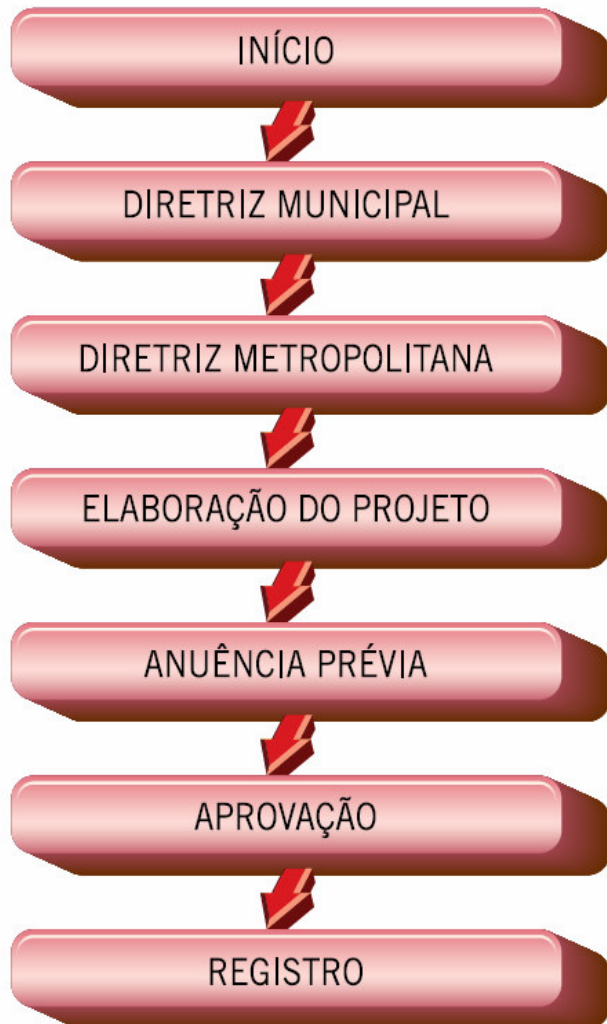 INÍCIO
DIRETRIZ MUNICIPAL
DIRETRIZ METROPOLITANA
ELABORAÇÃO DO PROJETO
ANUÊNCIA PRÉVIA
APROVAÇÃO
REGISTRO